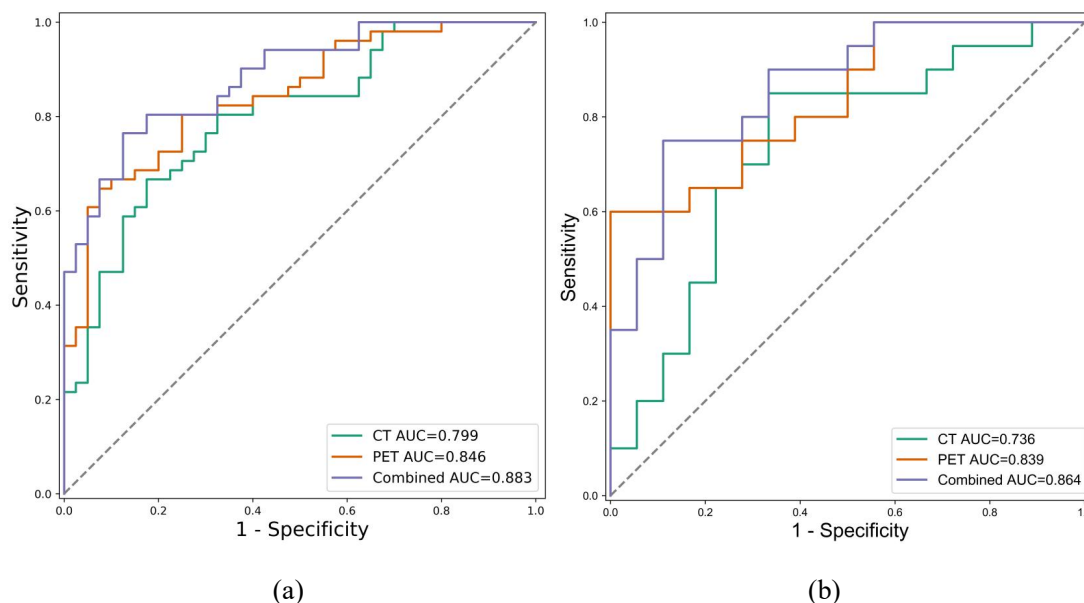 1.0
0.8
0.6
0.4
0.2
0.0
Sensitivity
0.0 0.2 0.4 0.6 0.8 1.0
1 - Specificity
CT AUC=0.799
PET AUC=0.846
Combined AUC=0.883
(a)
1.0
0.8
0.6
0.4
0.2
0.0
Sensitivity
0.0 0.2 0.4 0.6 0.8 1.0
1 - Specificity
CT AUC=0.736
PET AUC=0.839
Combined AUC=0.864
(b)